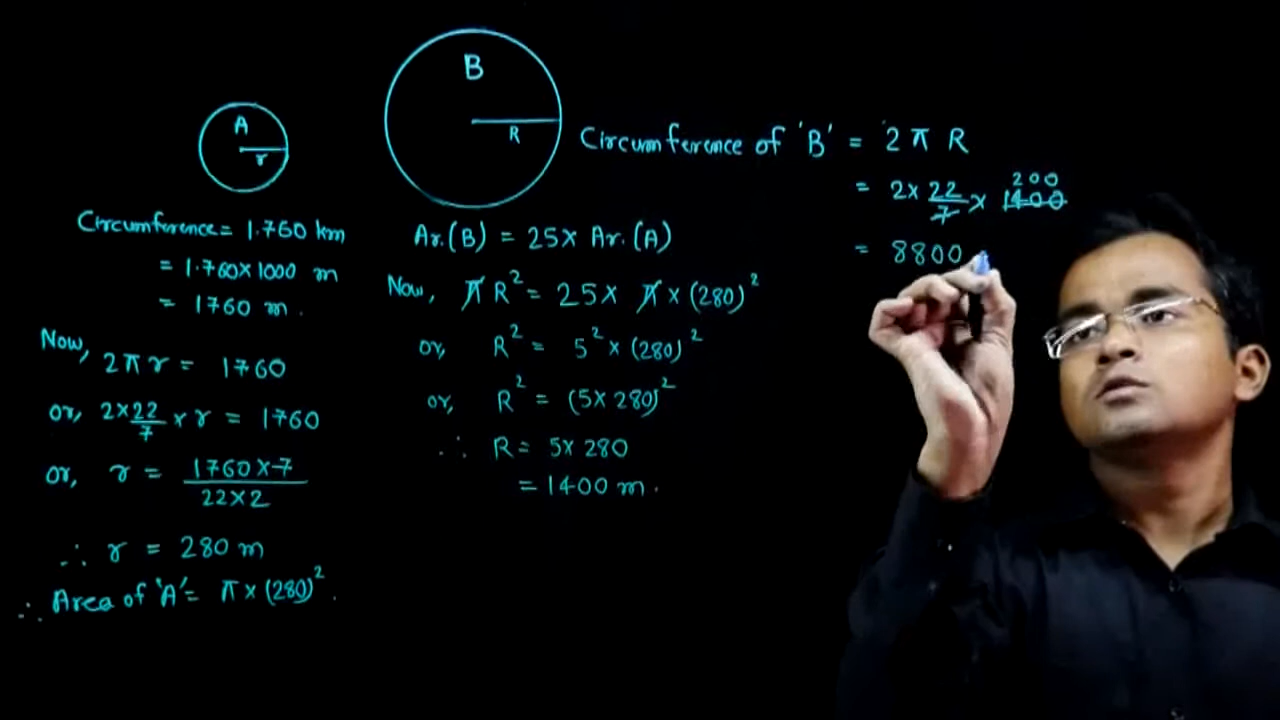 A
r
Circumference = 1.760 km
= 1.760×1000 m
= 1760 m.
Now,
2πr = 1760
or, 2×22/7 × r = 1760
or, r = 1760×7/22×2
∴ r = 280 m
∴ Area of 'A' = π × (280)².
B
R
Ar.(B) = 25× Ar.(A)
Now, πR² = 25× π × (280)²
or, R² = 5² × (280)²
or, R² = (5×280)²
∴ R = 5×280
= 1400 m.
Circumference of 'B' = 2πR
200
= 2× 22/7 × 1400
= 8800